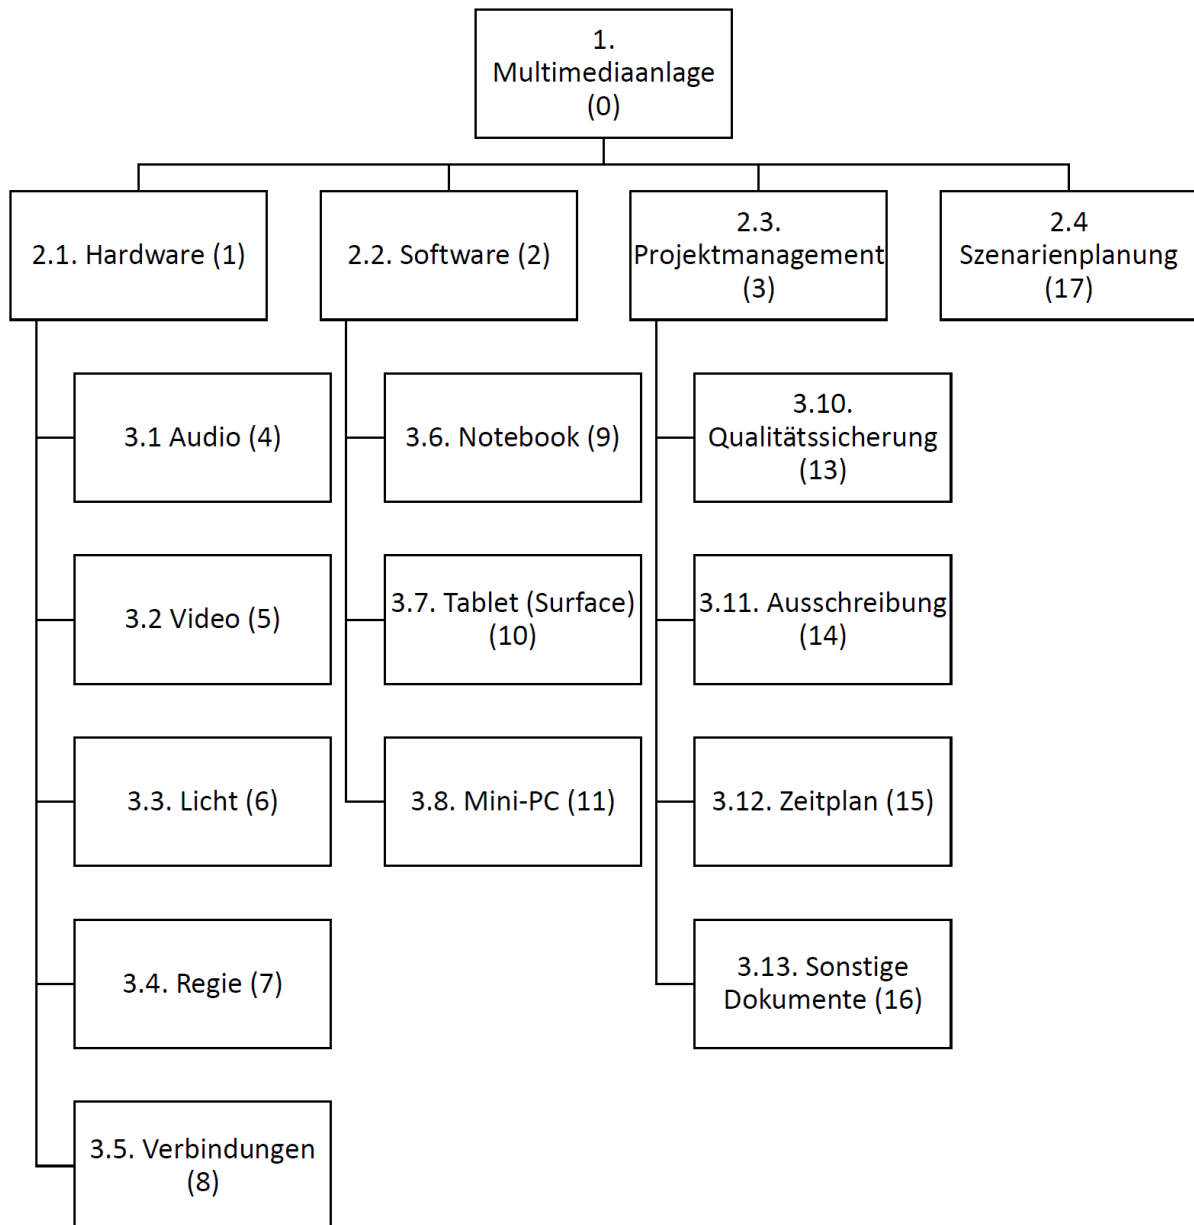 1.
Multimediaanlage
(0)
2.1. Hardware (1)
2.2. Software (2)
2.3.
Projektmanagement
(3)
2.4
Szenarienplanung
(17)
3.1 Audio (4)
3.6. Notebook (9)
3.10.
Qualitätssicherung
(13)
3.2 Video (5)
3.7. Tablet (Surface)
(10)
3.11. Ausschreibung
(14)
3.3. Licht (6)
3.8. Mini-PC (11)
3.12. Zeitplan (15)
3.4. Regie (7)
3.13. Sonstige
Dokumente (16)
3.5. Verbindungen
(8)